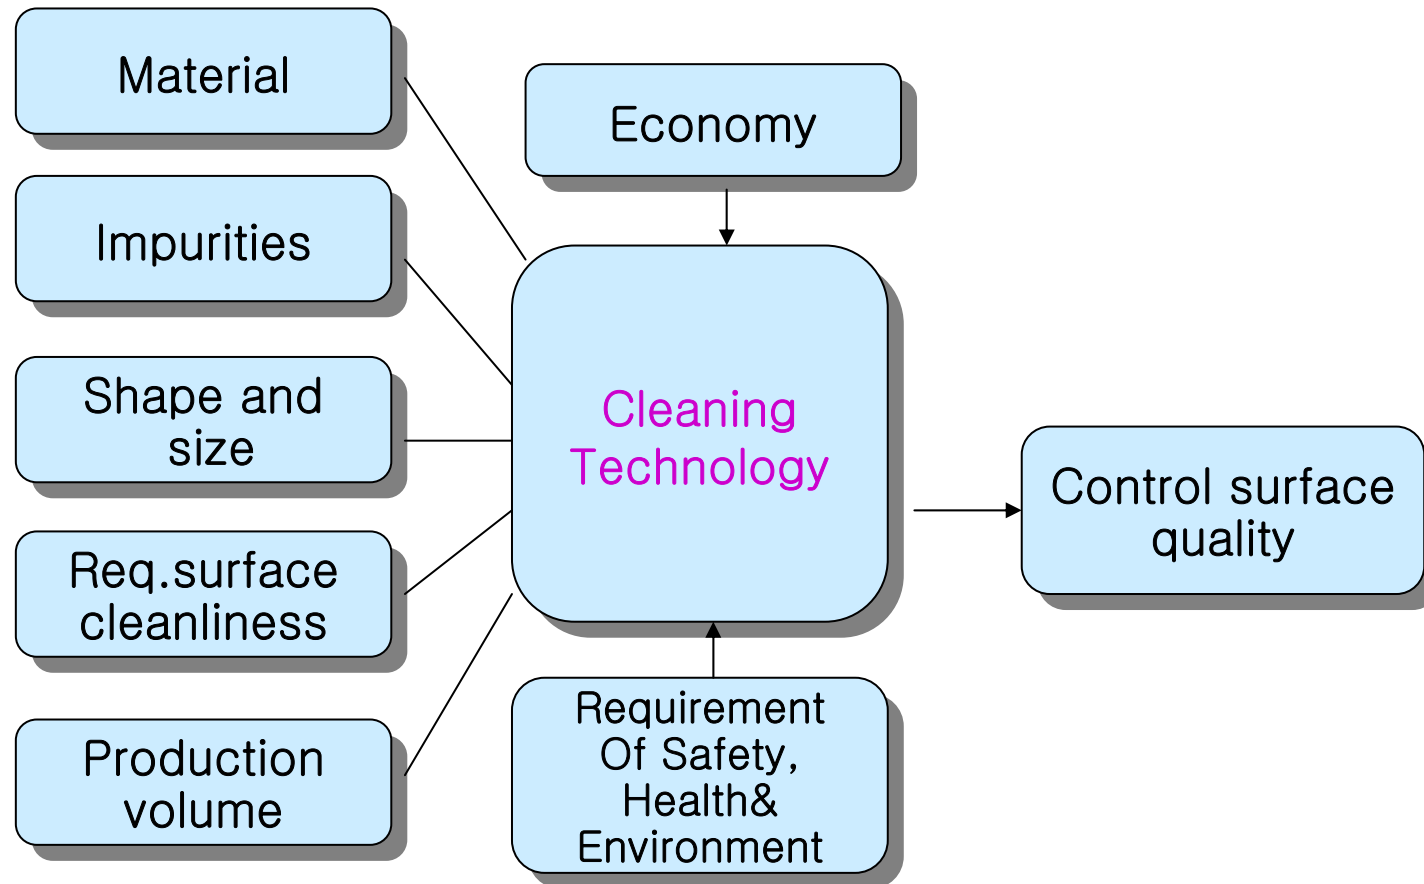 Material
Economy
Impurities
Shape and
size
Cleaning
Technology
Control surface
quality
Req.surface
cleanliness
Production
volume
Requirement
Of Safety,
Health&
Environment